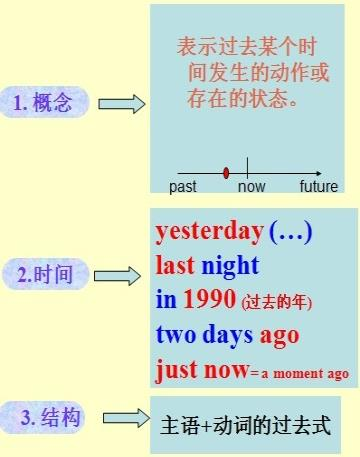 1. 概念
表示过去某个时
间发生的动作或
存在的状态。
past now future
2.时间
yesterday (…)
last night
in 1990 (过去的年)
two days ago
just now= a moment ago
3. 结构
主语+动词的过去式